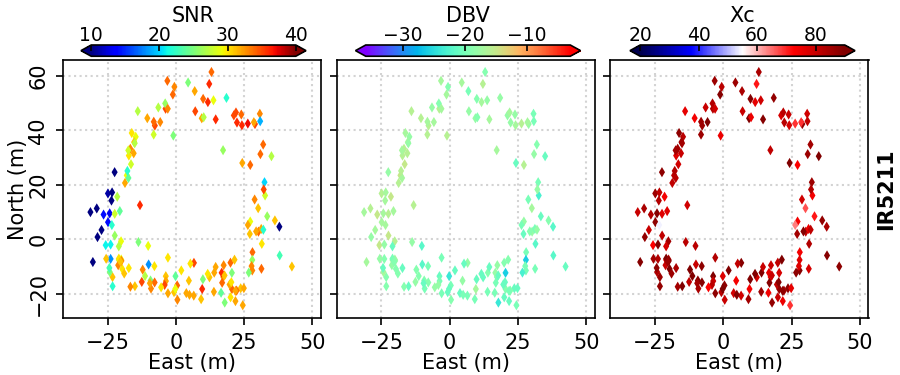 SNR DBV Xc
10 20 30 40 −30 −20 −10 20 40 60 80
60
40
20
0
−20
North (m)
IR5211
−25 0 25 50 −25 0 25 50 −25 0 25 50
East (m) East (m) East (m)